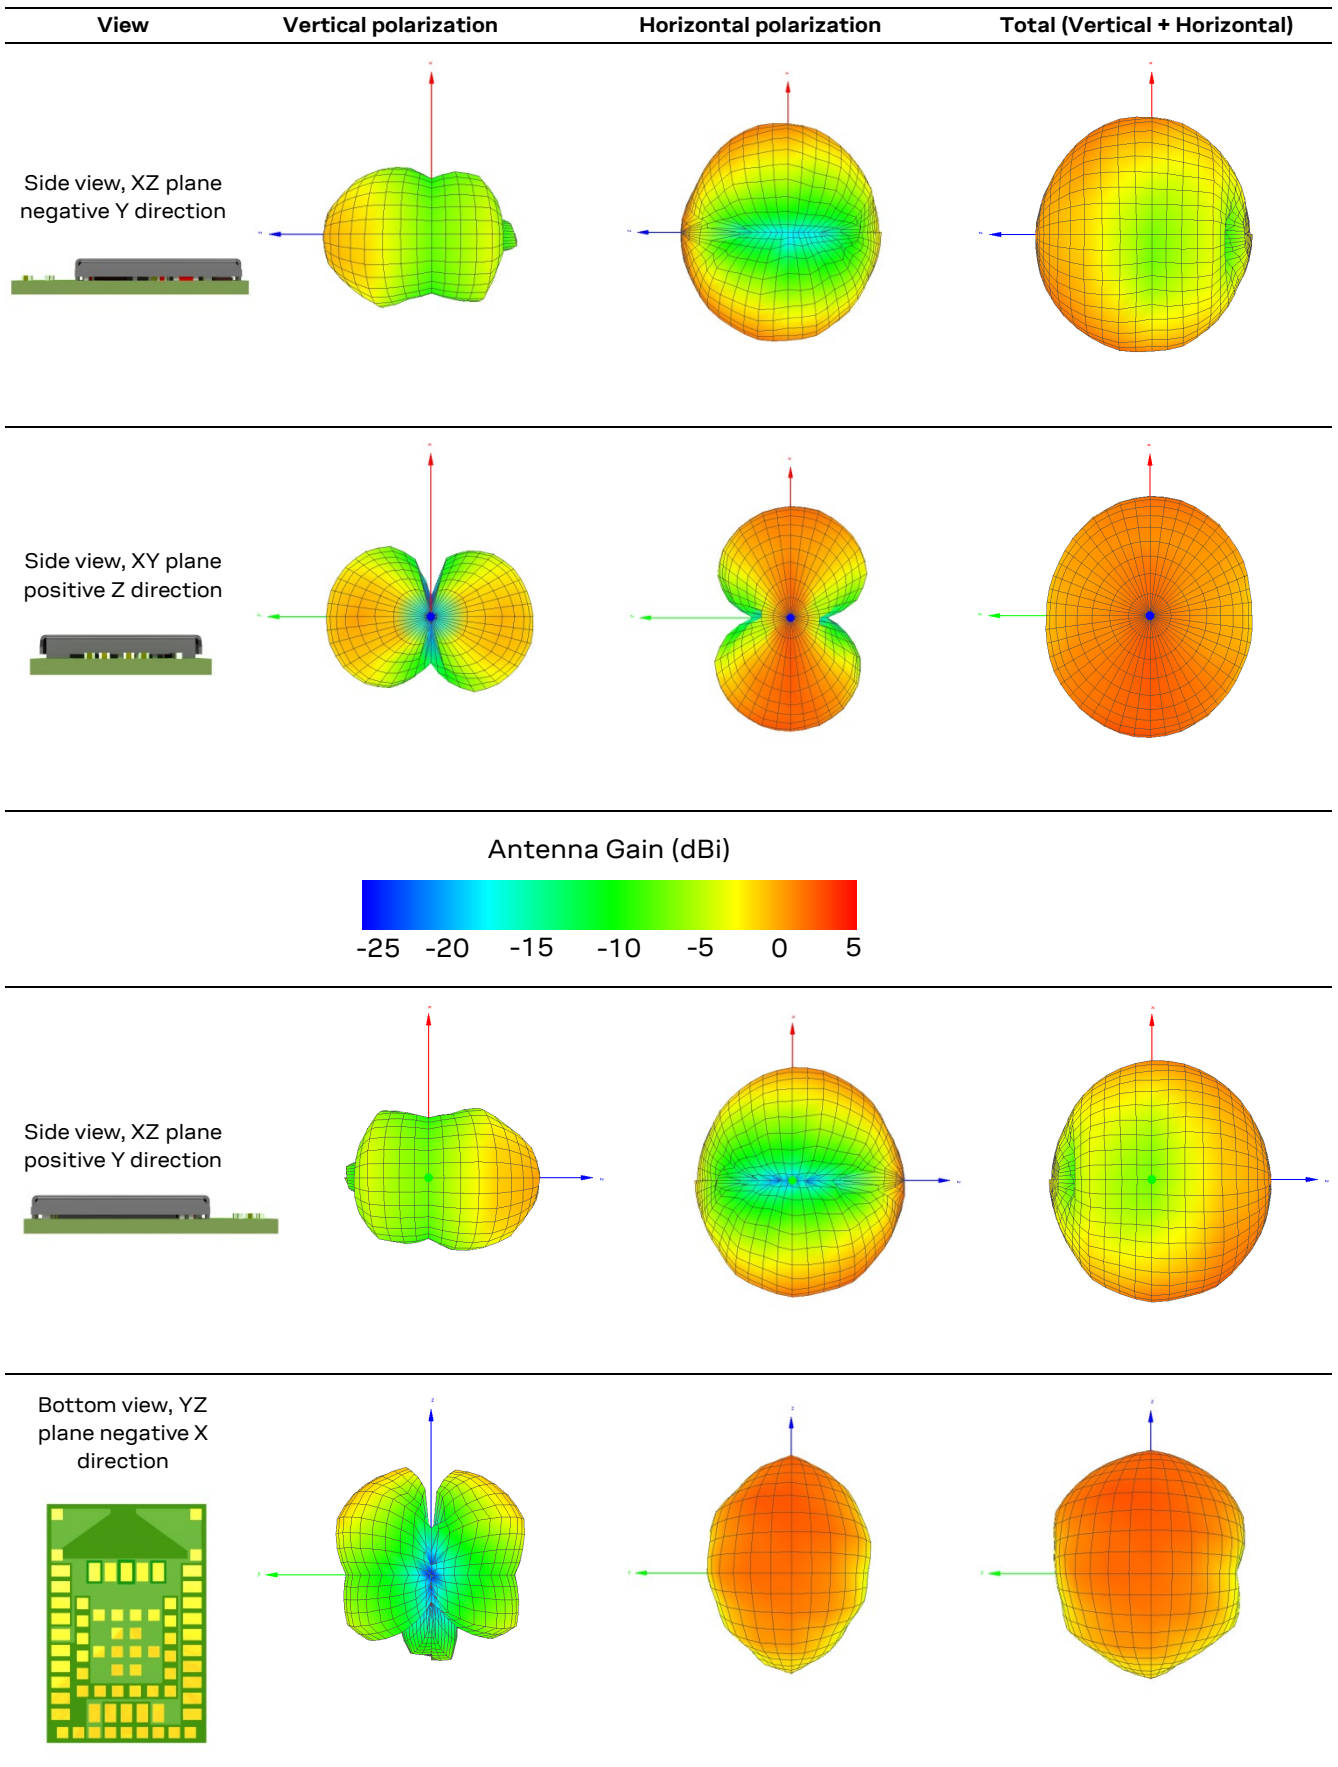 View Vertical polarization Horizontal polarization Total (Vertical + Horizontal)
Side view, XZ plane
negative Y direction
Side view, XY plane
positive Z direction
Antenna Gain (dBi)
-25 -20 -15 -10 -5 0 5
Side view, XZ plane
positive Y direction
Bottom view, YZ
plane negative X
direction